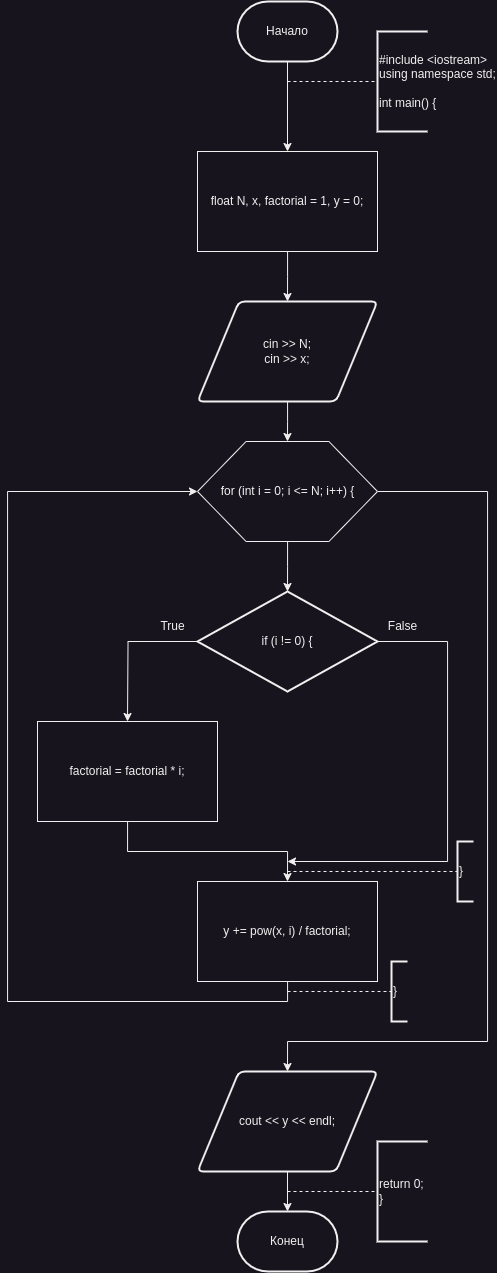 Начало
#include <iostream>
using namespace std;
int main() {
float N, x, factorial = 1, y = 0;
cin >> N;
cin >> x;
for (int i = 0; i <= N; i++) {
if (i != 0) {
True
False
factorial = factorial * i;
}
y += pow(x, i) / factorial;
}
cout << y << endl;
return 0;
}
Конец